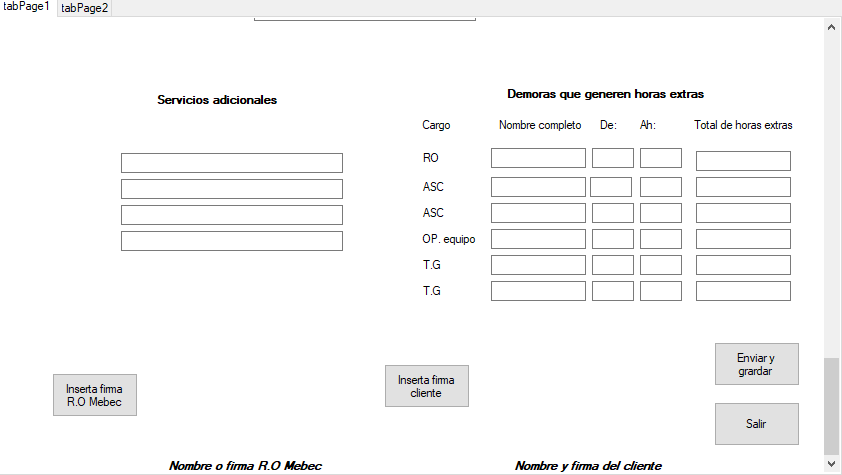 tabPage1 tabPage2
Servicios adicionales
Demoras que generen horas extras
Cargo Nombre completo De: Ah: Total de horas extras
RO
ASC
ASC
OP. equipo
T.G
T.G
Inserta firma
R.O Mebec
Inserta firma
cliente
Enviar y
grardar
Salir
Nombre o firma R.O Mebec
Nombre y firma del cliente